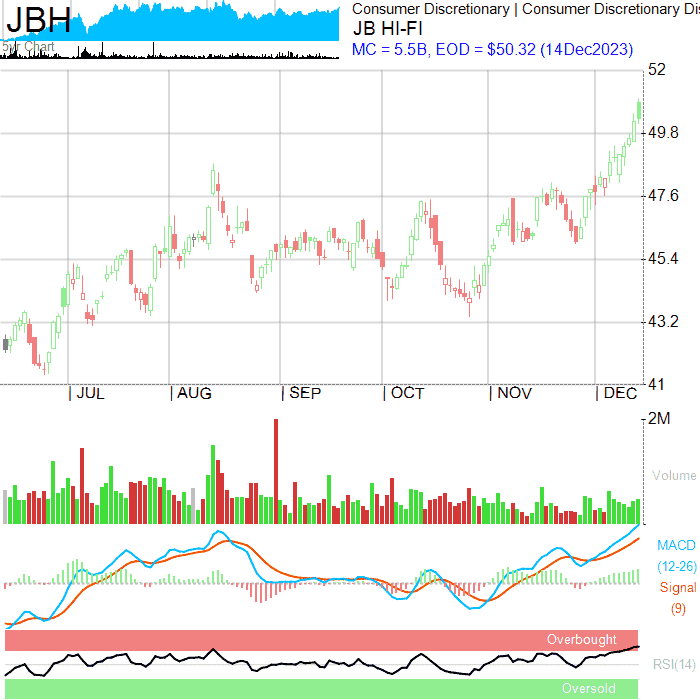 JBH
5yr Chart
Consumer Discretionary | Consumer Discretionary Dis
JB HI-FI
MC = 5.5B, EOD = $50.32 (14Dec2023)
52
49.8
47.6
45.4
43.2
41
JUL AUG SEP OCT NOV DEC
2M
Volume
MACD
(12-26)
Signal
(9)
Overbought
RSI(14)
Oversold